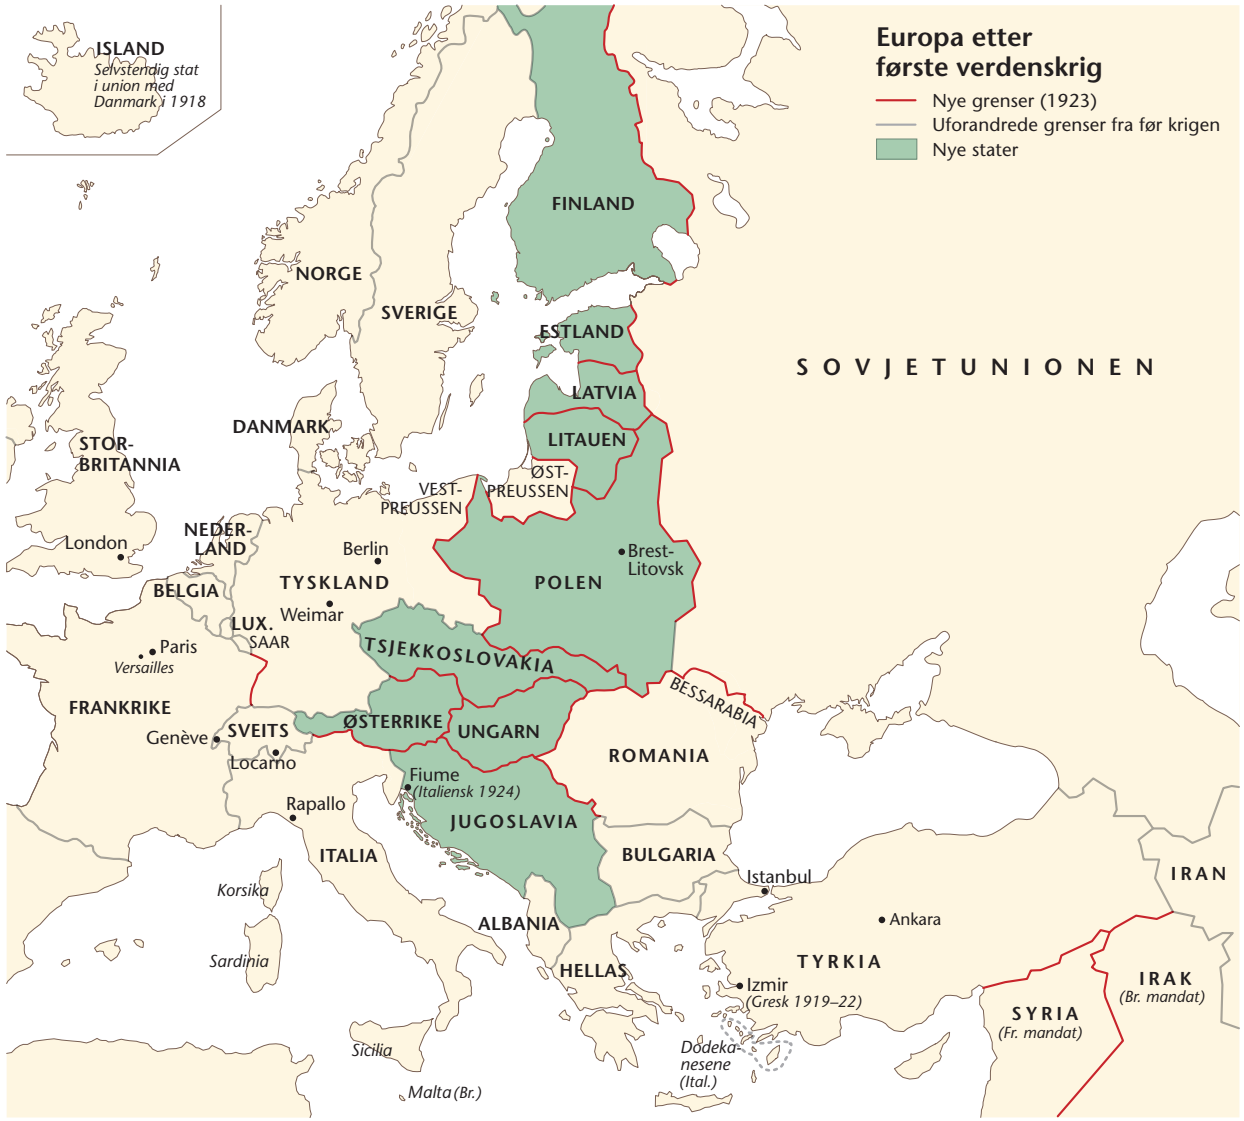 Europa etter
første verdenskrig
Nye grenser (1923)
Uforandrede grenser fra før krigen
Nye stater
ISLAND
Selvstendig stat
i union med
Danmark i 1918
FINLAND
NORGE
SVERIGE
ESTLAND
SOVJETUNIONEN
LATVIA
DANMARK
LITAUEN
STOR-
BRITANNIA
ØST-
PREUSSEN
VEST-
PREUSSEN
NEDER-
LAND
London
Berlin
Brest-
Litovsk
TYSKLAND
POLEN
BELGIA
Weimar
LUX.
SAAR
Paris
Versailles
TSJEKKOSLOVAKIA
BESSARABIA
FRANKRIKE
SVEITS
ØSTERRIKE
UNGARN
Genève
Locarno
ROMANIA
Fiume
(Italiensk 1924)
Rapallo
JUGOSLAVIA
ITALIA
BULGARIA
Istanbul
IRAN
Korsika
Ankara
ALBANIA
Sardinia
HELLAS
TYRKIA
Izmir
(Gresk 1919–22)
IRAK
(Br. mandat)
SYRIA
(Fr. mandat)
Sicilia
Dodeka-
nesene
(Ital.)
Malta (Br.)